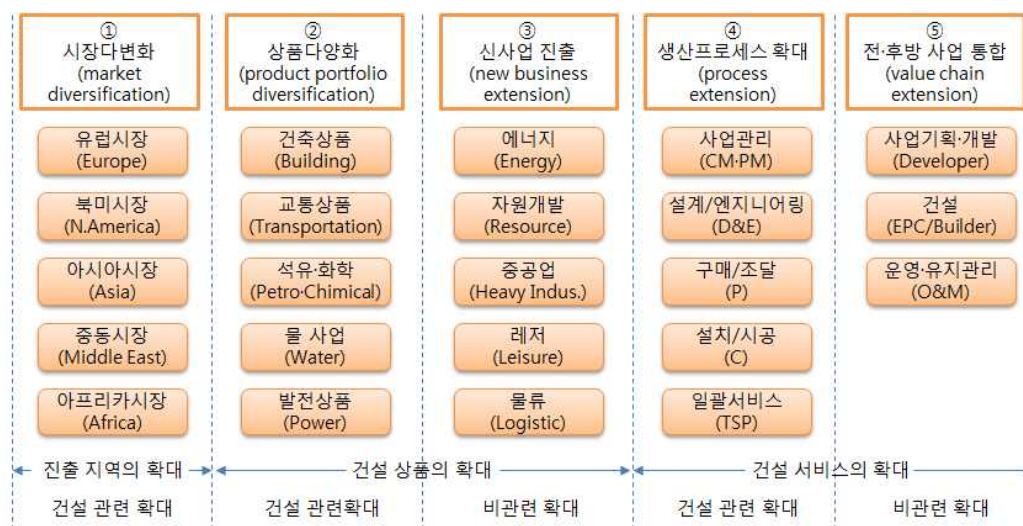 ①
시장다변화
(market
diversification)
②
상품다양화
(product portfolio
diversification)
③
신사업 진출
(new business
extension)
④
생산프로세스 확대
(process
extension)
⑤
전·후방 사업 통합
(value chain
extension)
유럽시장
(Europe)
북미시장
(N.America)
아시아시장
(Asia)
중동시장
(Middle East)
아프리카시장
(Africa)
건축상품
(Building)
교통상품
(Transportation)
석유·화학
(Petro·Chimical)
물 사업
(Water)
발전상품
(Power)
에너지
(Energy)
자원개발
(Resource)
중공업
(Heavy Indus.)
레저
(Leisure)
물류
(Logistic)
사업관리
(CM·PM)
설계/엔지니어링
(D&E)
구매/조달
(P)
설치/시공
(C)
일괄서비스
(TSP)
사업기획·개발
(Developer)
건설
(EPC/Builder)
운영·유지관리
(O&M)
진출 지역의 확대
건설 상품의 확대
건설 서비스의 확대
건설 관련 확대
건설 관련확대
비관련 확대
건설 관련 확대
비관련 확대